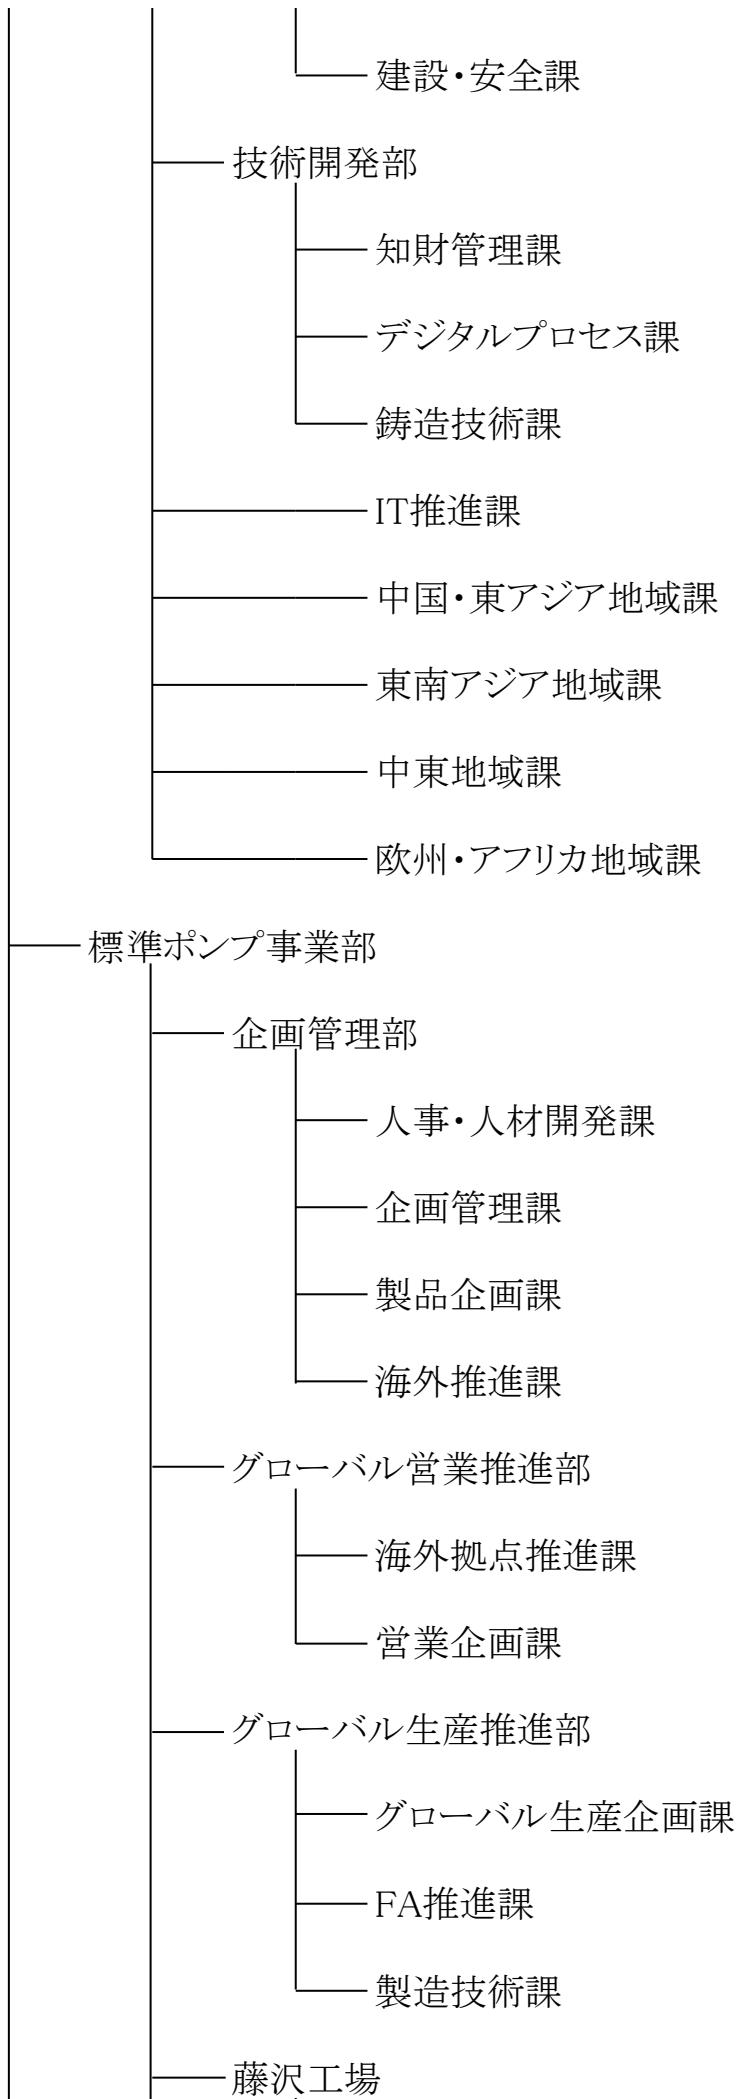 建設・安全課
技術開発部
知財管理課
デジタルプロセス課
鋳造技術課
IT推進課
中国・東アジア地域課
東南アジア地域課
中東地域課
欧州・アフリカ地域課
標準ポンプ事業部
企画管理部
人事・人材開発課
企画管理課
製品企画課
海外推進課
グローバル営業推進部
海外拠点推進課
営業企画課
グローバル生産推進部
グローバル生産企画課
FA推進課
製造技術課
藤沢工場